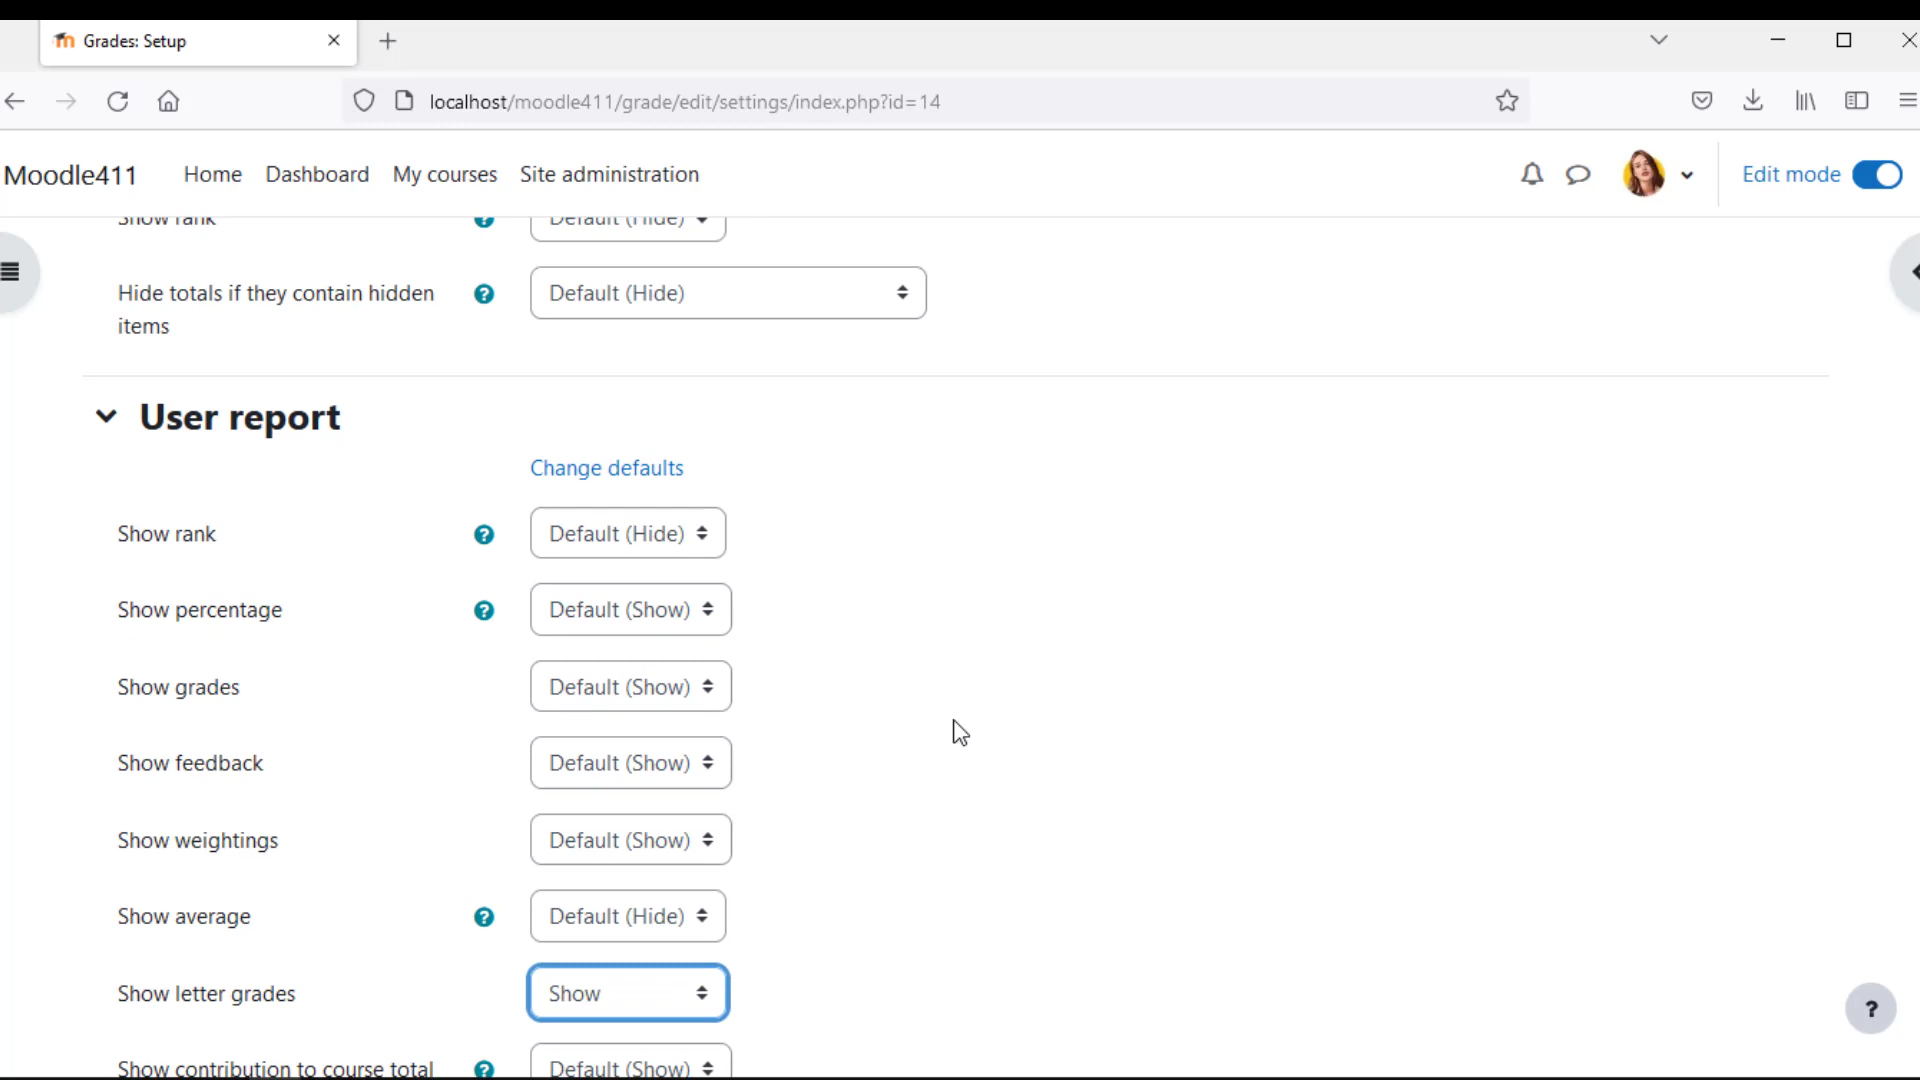 Grades: Setup
localhost/moodle411/grade/edit/settings/index.php?id=14
Moodle411 Home Dashboard My courses Site administration Edit mode
Show rank ? Default (Hide)
Hide totals if they contain hidden ? Default (Hide)
items
User report
Change defaults
Show rank ? Default (Hide)
Show percentage ? Default (Show)
Show grades Default (Show)
Show feedback Default (Show)
Show weightings Default (Show)
Show average ? Default (Hide)
Show letter grades Show
?
Show contribution to course total ? Default (Show)